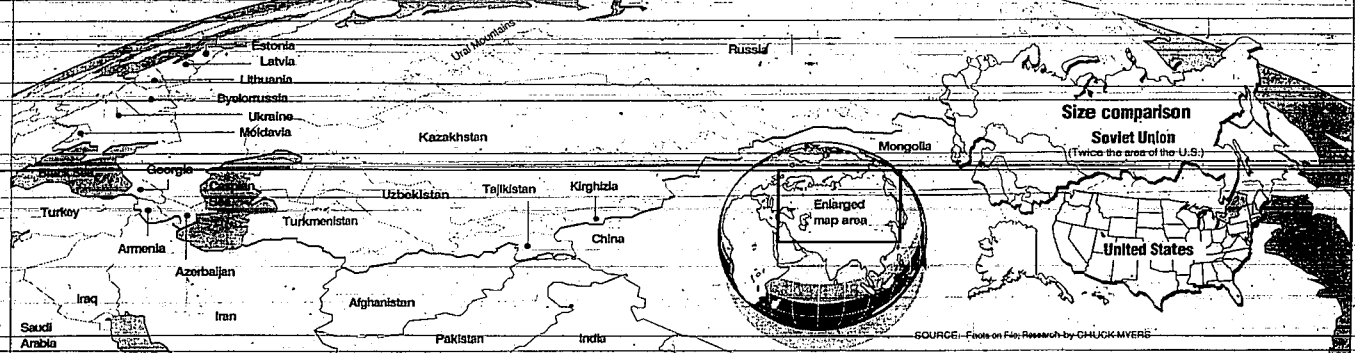 Estonia
Latvia
Lithuania
Byelorrussia
Ukraine
Moldavia
Georgia
Black Sea
Caspian
Turkey
Armenia
Azerbaijan
Iraq
Iran
Saudi
Arabia
Ural Mountains
Russia
Kazakhstan
Uzbekistan
Turkmenistan
Tajikistan
Kirghizia
China
Mongolia
Afghanistan
Pakistan
India
Enlarged
map area
Size comparison
Soviet Union
(Twice the area of the U.S.)
United States
SOURCE: Facts on File; Research by CHUCK MYERS